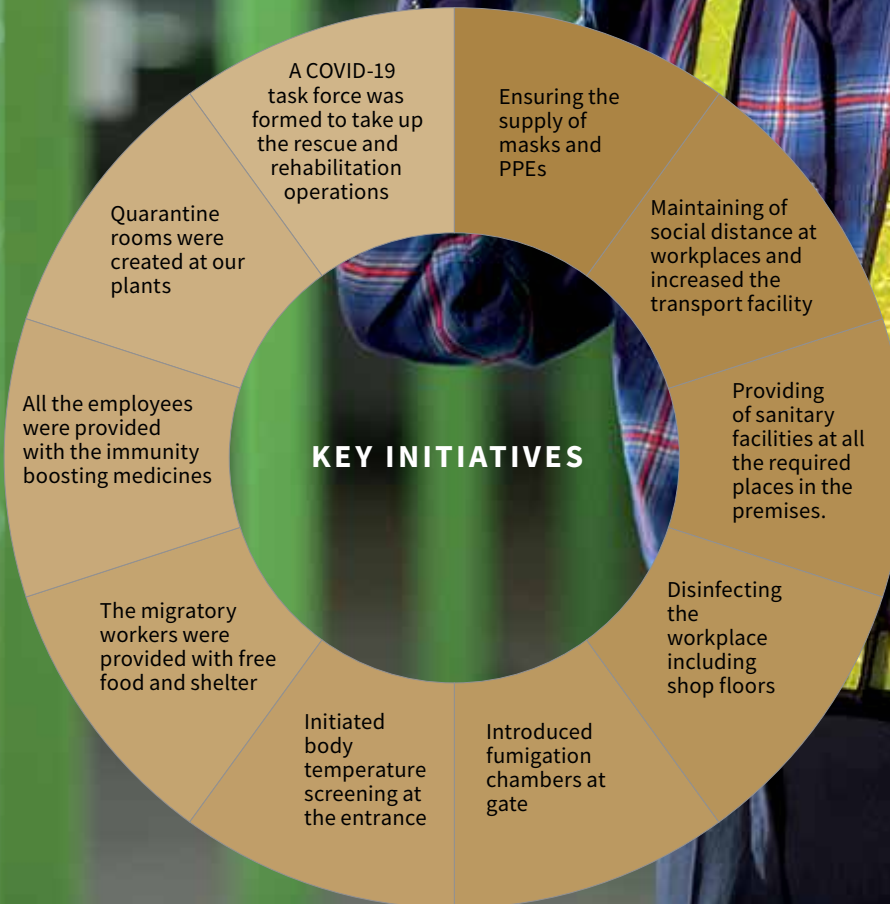 KEY INITIATIVES
Ensuring the
supply of
masks and
PPEs
Maintaining of
social distance at
workplaces and
increased the
transport facility
Providing
of sanitary
facilities at all
the required
places in the
premises.
Disinfecting
the
workplace
including
shop floors
Introduced
fumigation
chambers at
gate
Initiated
body
temperature
screening at
the entrance
The migratory
workers were
provided with free
food and shelter
All the employees
were provided
with the immunity
boosting medicines
Quarantine
rooms were
created at our
plants
A COVID-19
task force was
formed to take up
the rescue and
rehabilitation
operations